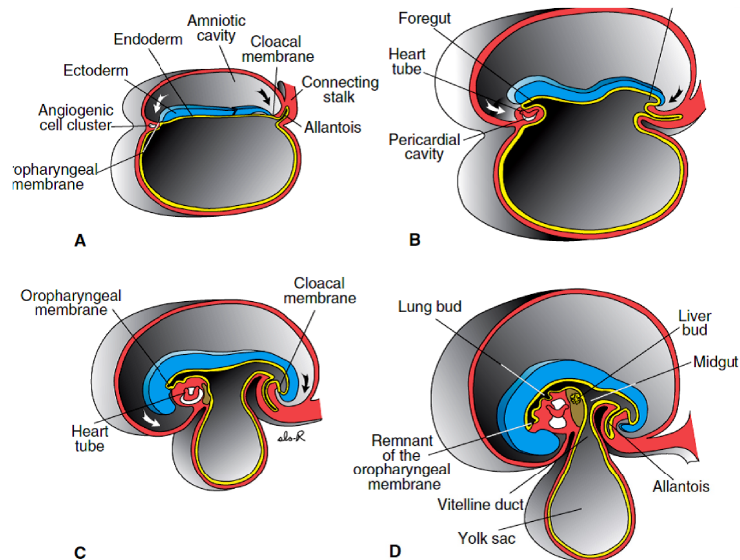 Amniotic
cavity
Endoderm
Cloacal
membrane
Ectoderm
Connecting
stalk
Angiogenic
cell cluster
Allantois
ropharyngeal
membrane
A
Foregut
Heart
tube
Pericardial
cavity
B
Oropharyngeal
membrane
Cloacal
membrane
Heart
tube
sls-R
C
Lung bud
Liver
bud
Midgut
Remnant
of the
oropharyngeal
membrane
Allantois
Vitelline duct
Yolk sac
D